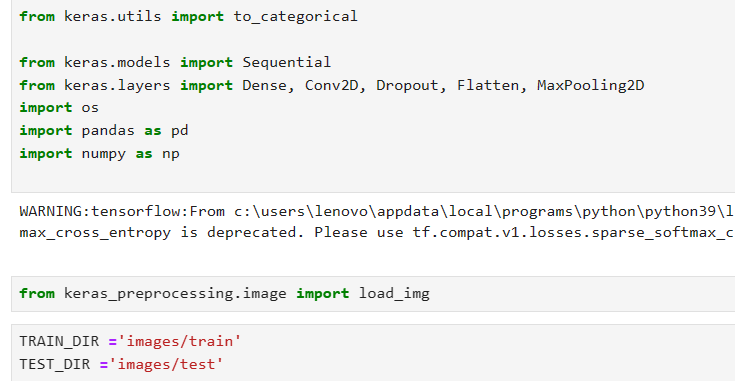 from keras.utils import to_categorical
from keras.models import Sequential
from keras.layers import Dense, Conv2D, Dropout, Flatten, MaxPooling2D
import os
import pandas as pd
import numpy as np
WARNING:tensorflow:From c:\users\lenovo\appdata\local\programs\python\python39\l
max_cross_entropy is deprecated. Please use tf.compat.v1.losses.sparse_softmax_c
from keras_preprocessing.image import load_img
TRAIN_DIR ='images/train'
TEST_DIR ='images/test'